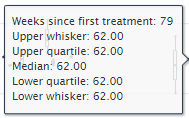 Weeks since first treatment: 79
Upper whisker: 62.00
Upper quartile: 62.00
Median: 62.00
Lower quartile: 62.00
Lower whisker: 62.00